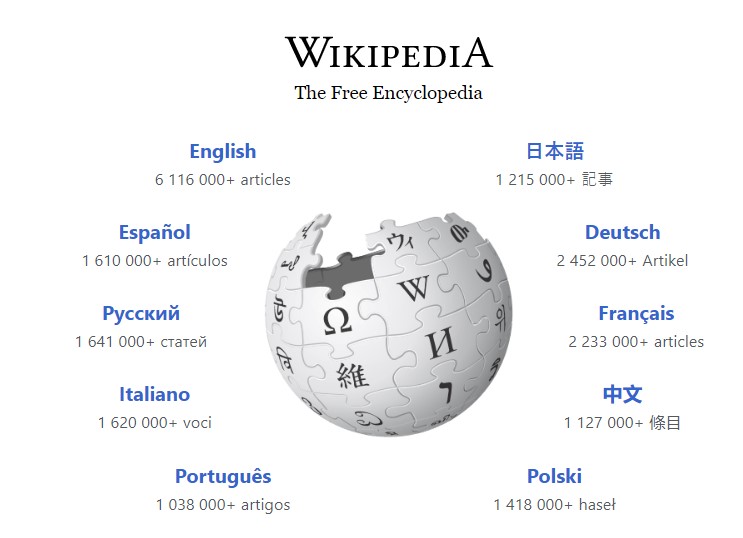 WIKIPEDIA
The Free Encyclopedia
English
6 116 000+ articles
日本語
1 215 000+ 記事
Español
1 610 000+ artículos
Deutsch
2 452 000+ Artikel
Русский
1 641 000+ статей
Français
2 233 000+ articles
Italiano
1 620 000+ voci
中文
1 127 000+ 條目
Português
1 038 000+ artigos
Polski
1 418 000+ haseł
ウィ
W
Ω
И
維